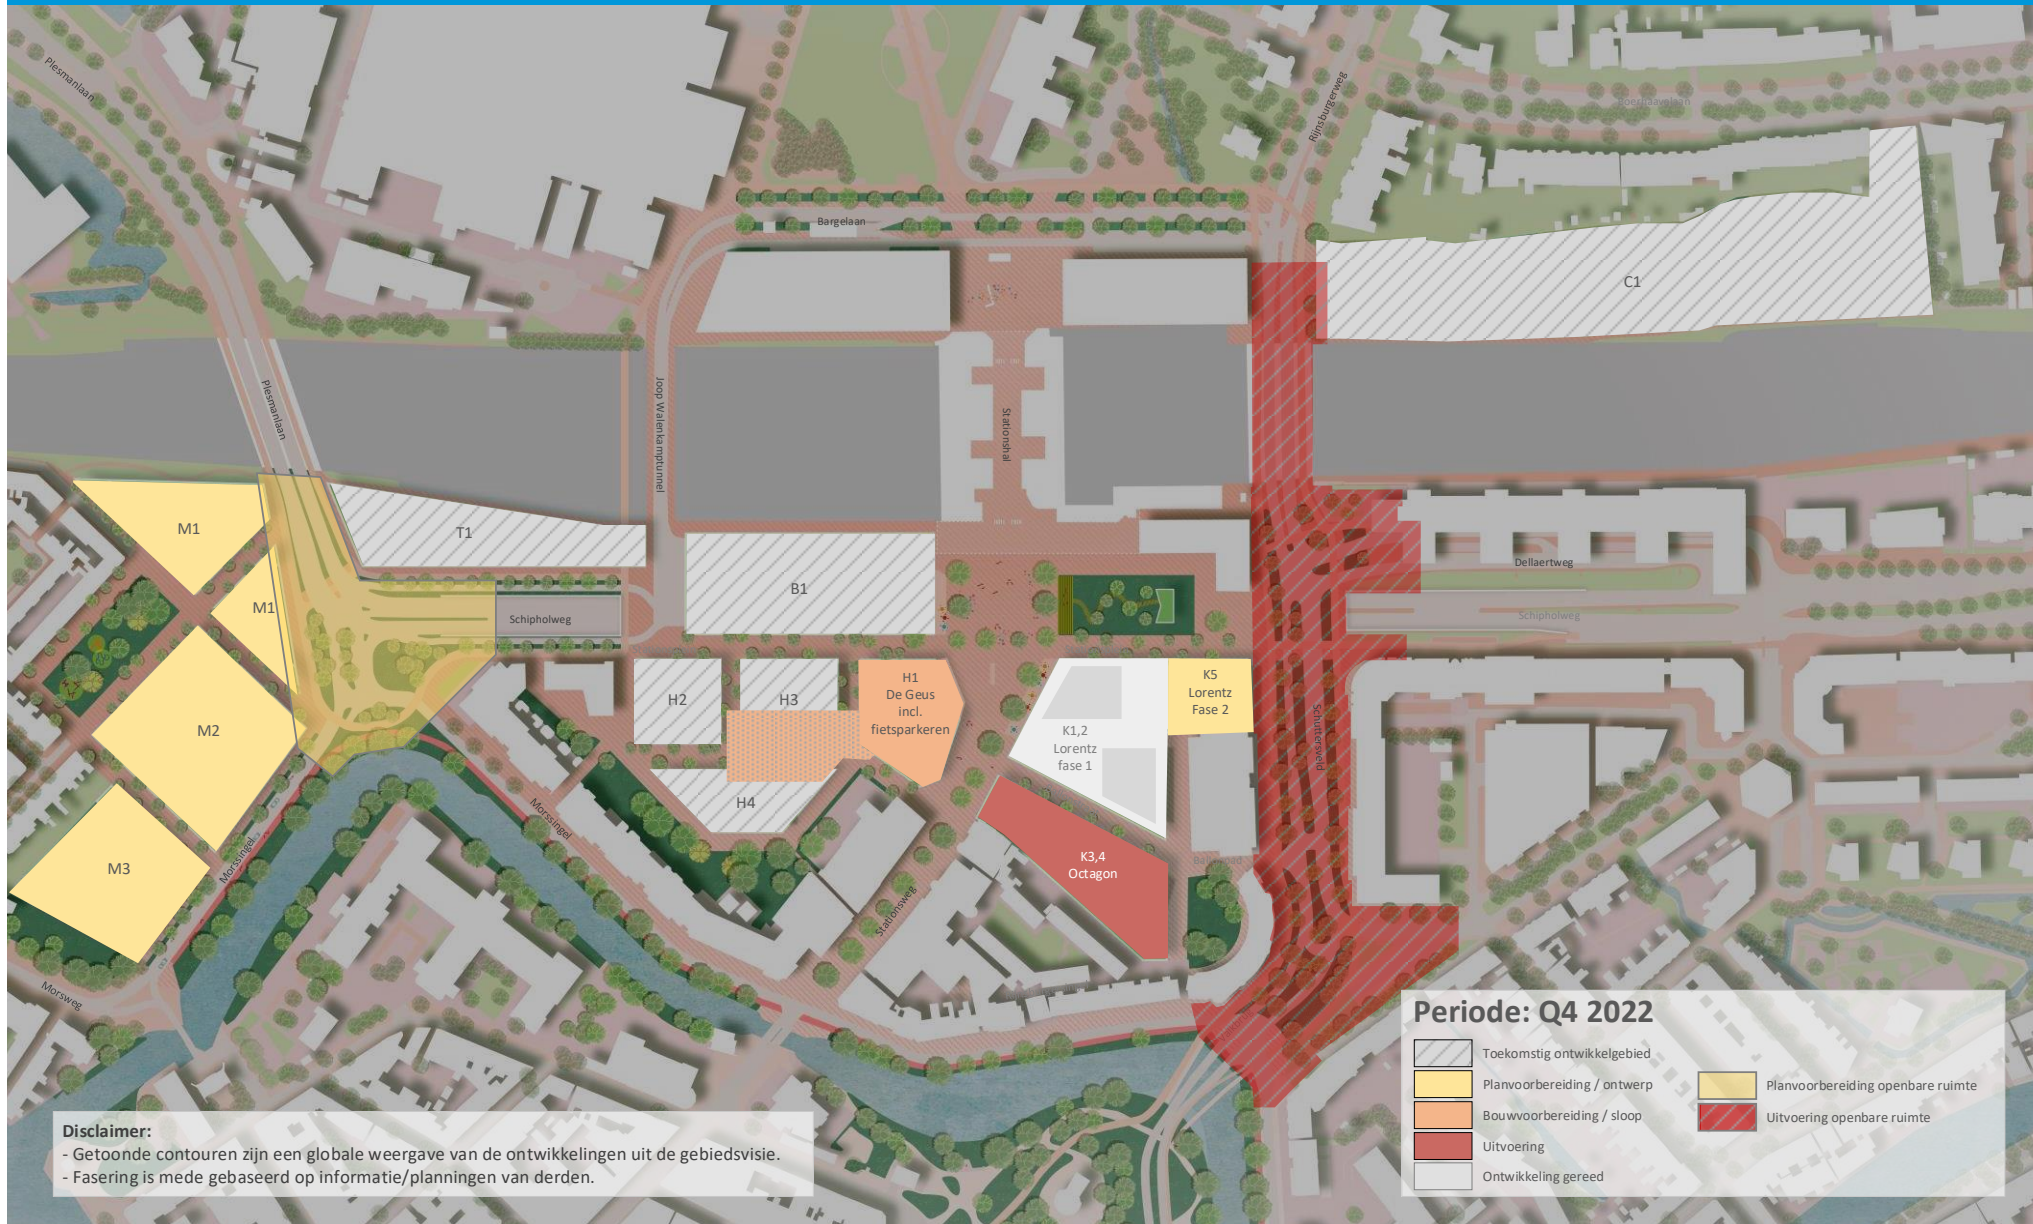 Plesmanlaan
Rijnsburgerweg
Boerhaavelaan
Bargelaan
C1
Plesmanlaan
Joop Walenkamptunnel
Stationshal
M1
T1
Dellaertweg
B1
M1
Schipholweg
Schipholweg
H2
H3
H1
De Geus
incl.
fietsparkeren
K5
Lorentz
Fase 2
K1,2
Lorentz
fase 1
Schuttersveld
M2
H4
Morssingel
Morssingel
M3
K3,4
Octagon
Stationsweg
Morsweg
Periode: Q4 2022
Toekomstig ontwikkelgebied
Planvoorbereiding / ontwerp
Planvoorbereiding openbare ruimte
Bouwvoorbereiding / sloop
Uitvoering openbare ruimte
Uitvoering
Ontwikkeling gereed
Disclaimer:
- Getoonde contouren zijn een globale weergave van de ontwikkelingen uit de gebiedsvisie.
- Fasering is mede gebaseerd op informatie/planningen van derden.